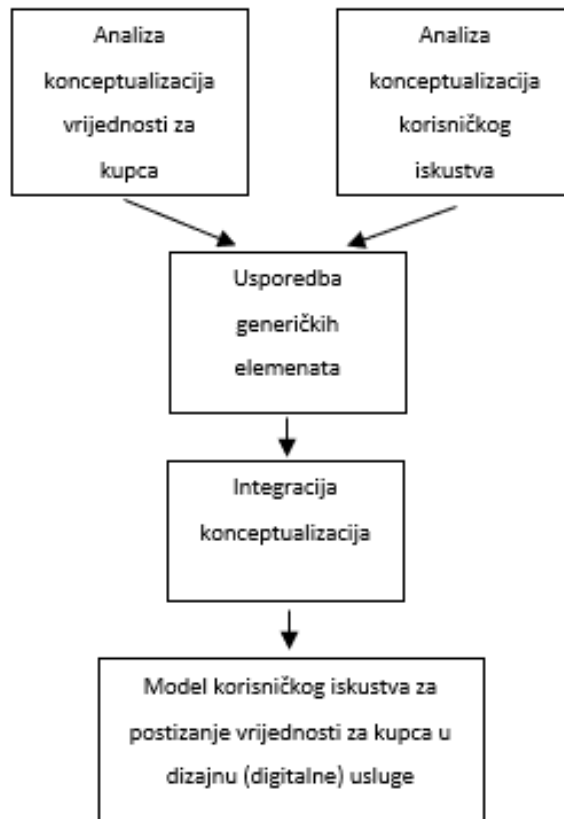 Analiza
konceptualizacija
vrijednosti za
kupca
Analiza
konceptualizacija
korisničkog
iskustva
Usporedba
generičkih
elemenata
Integracija
konceptualizacija
Model korisničkog iskustva za
postizanje vrijednosti za kupca u
dizajnu (digitalne) usluge